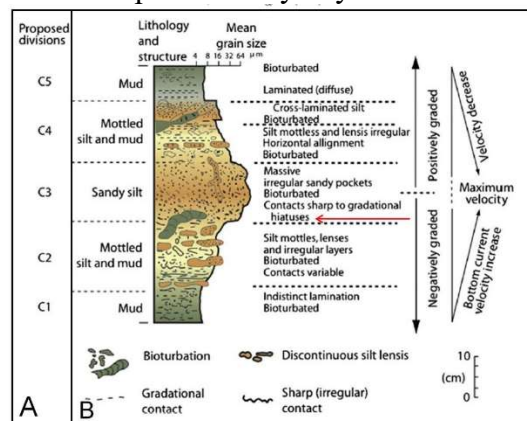 Proposed
divisions
Lithology
and
structure
Mean
grain size
4 8 16 32 64 µm
C5
Mud
Bioturbated
Laminated (diffuse)
C4
Mottled
silt and mud
Cross-laminated silt
Bioturbated
Silt mottless and lensis irregular
Horizontal allignment
Bioturbated
C3
Sandy silt
Massive
irregular sandy pockets
Bioturbated
Contacts sharp to gradational
hiatuses
C2
Mottled
silt and mud
Silt mottles, lenses
and irregular layers
Bioturbated
Contacts variable
C1
Mud
Indistinct lamination
Bioturbated
Positively graded
Negatively graded
Velocity decrease
Maximum
velocity
Bottom current
velocity increase
Bioturbation
Discontinuous silt lensis
Gradational
contact
Sharp (irregular)
contact
10
(cm)
0
A
B